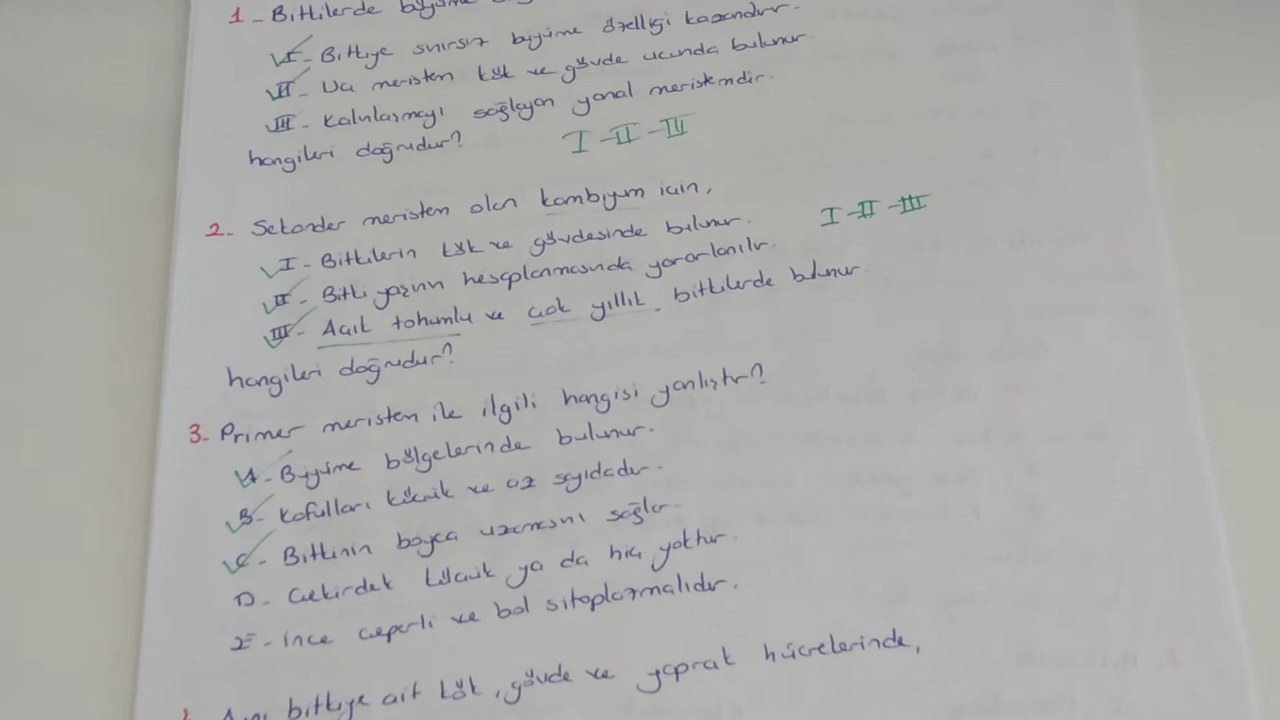 1- Bitkilerde büyüme
I- Bitkiye sınırsız büyüme özelliği kazandırır.
II- Uç meristem kök ve gövde ucunda bulunur.
III- Kalınlaşmayı sağlayan yanal meristemdir.
hangileri doğrudur?
I-II-III
2- Sekonder meristem olan kambiyum için,
I- Bitkilerin kök ve gövdesinde bulunur.
I-II-III
II- Bitki yaşının hesaplanmasında yararlanılır.
III- Açık tohumlu ve çok yıllık bitkilerde bulunur.
hangileri doğrudur?
3- Primer meristem ile ilgili hangisi yanlıştır?
A- Büyüme bölgelerinde bulunur.
B- Kofulları küçük ve az sayıdadır.
C- Bitkinin boyca uzamasını sağlar.
D- Çekirdek küçük ya da hiç yoktur.
E- İnce çeperli ve bol sitoplazmalıdır.
bitkiye ait kök, gövde ve yaprak hücrelerinde,